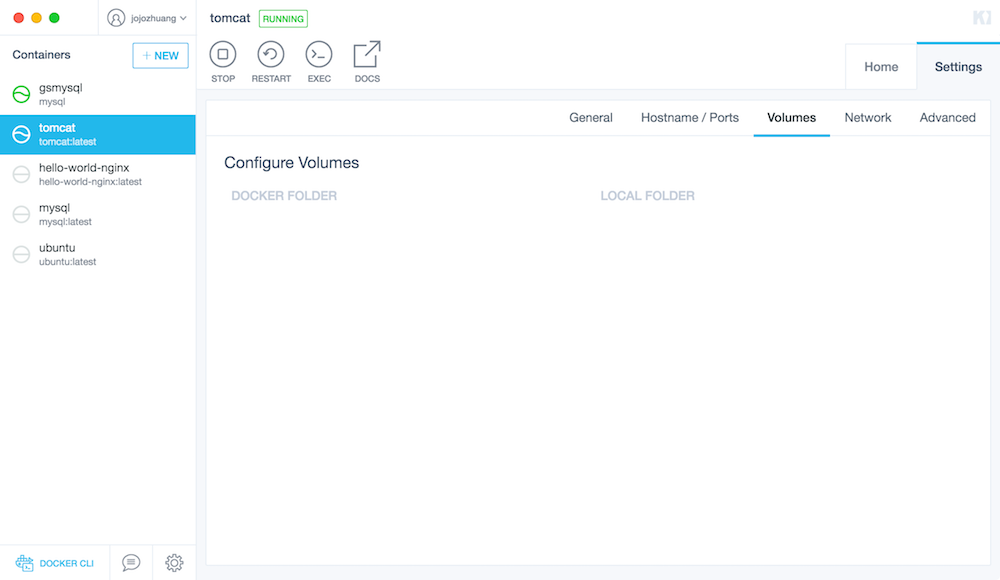 jojozhuang
Containers
+ NEW
gsmysql
mysql
tomcat
tomcat:latest
hello-world-nginx
hello-world-nginx:latest
mysql
mysql:latest
ubuntu
ubuntu:latest
DOCKER CLI
tomcat RUNNING
STOP RESTART EXEC DOCS
Home Settings
General Hostname / Ports Volumes Network Advanced
Configure Volumes
DOCKER FOLDER LOCAL FOLDER